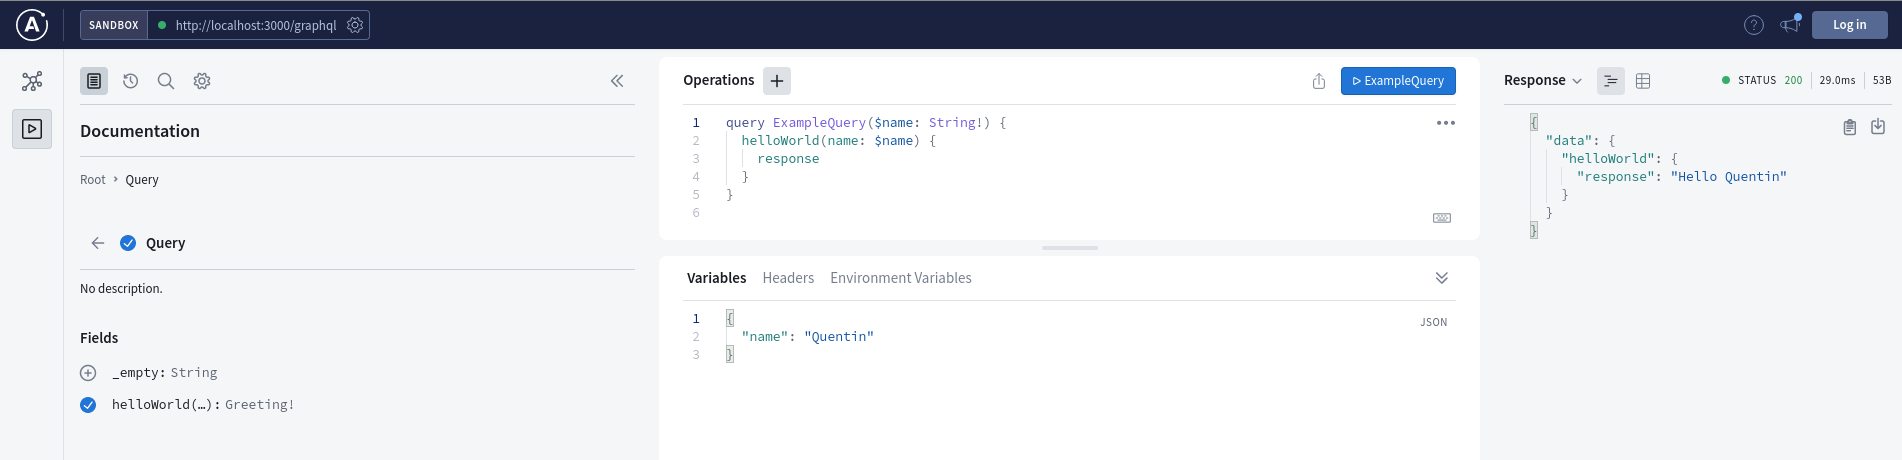 A SANDBOX http://localhost:3000/graphql ? Log in
Documentation
Root › Query
Query
No description.
Fields
_empty: String
helloWorld(…): Greeting!
Operations + ExampleQuery
1 query ExampleQuery($name: String!) {
2 helloWorld(name: $name) {
3 response
4 }
5 }
6
Variables Headers Environment Variables
JSON
1 {
2 "name": "Quentin"
3 }
Response STATUS 200 29.0ms 53B
{
"data": {
"helloWorld": {
"response": "Hello Quentin"
}
}
}